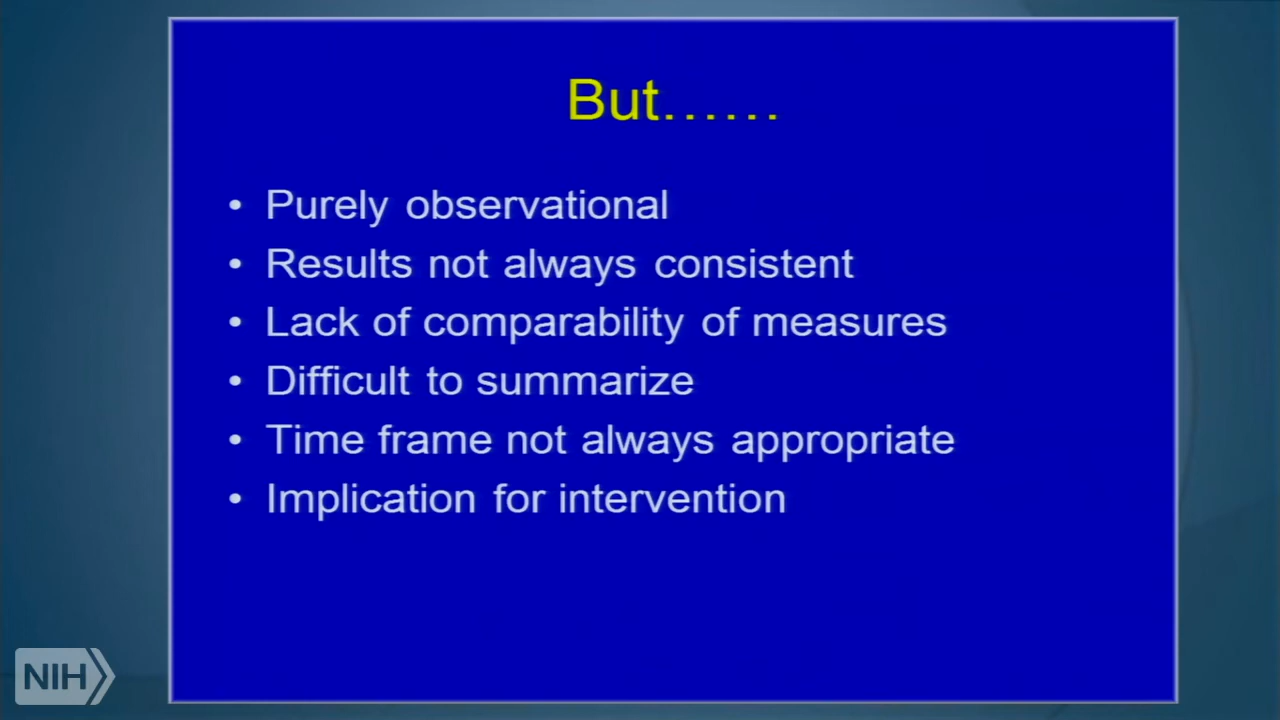 But......
• Purely observational
• Results not always consistent
• Lack of comparability of measures
• Difficult to summarize
• Time frame not always appropriate
• Implication for intervention
NIH